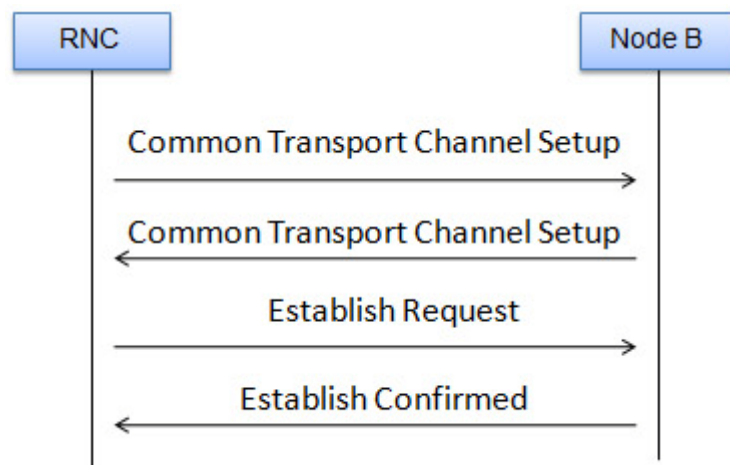 RNC
Node B
Common Transport Channel Setup
Common Transport Channel Setup
Establish Request
Establish Confirmed